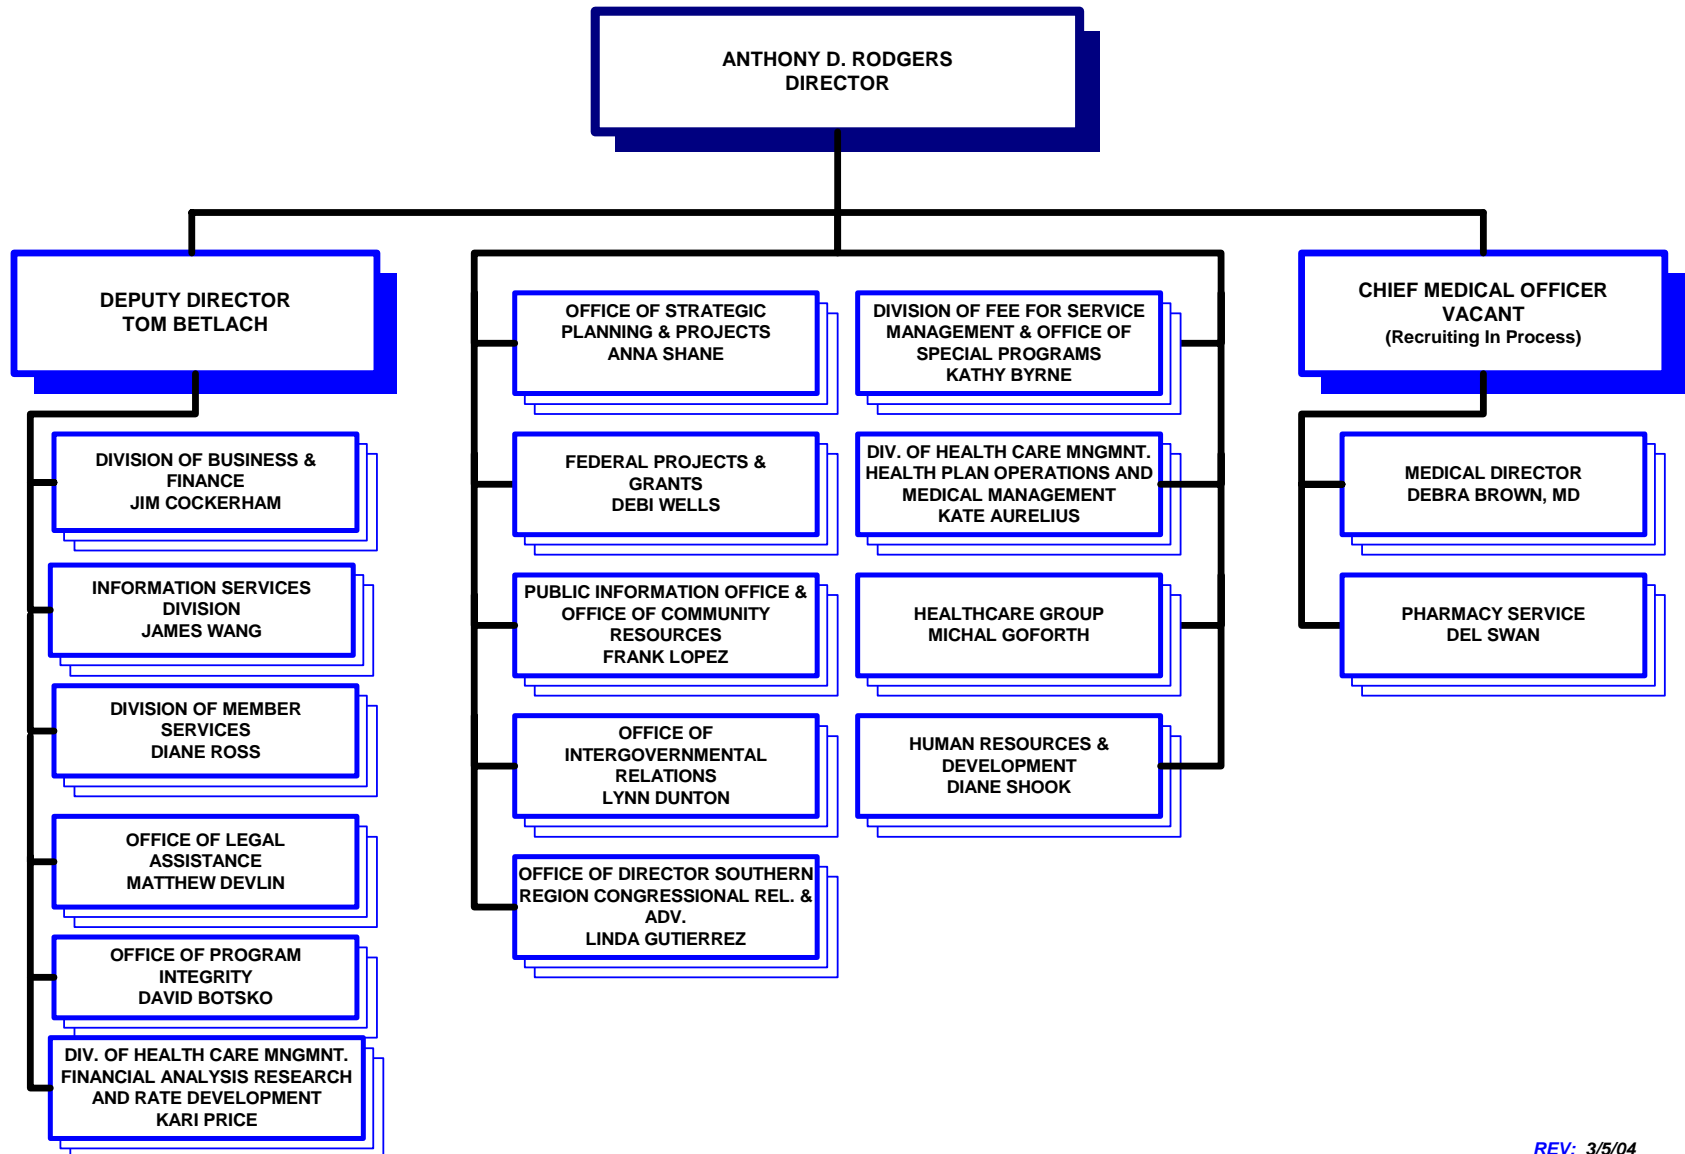 ANTHONY D. RODGERS
DIRECTOR
DEPUTY DIRECTOR
TOM BETLACH
DIVISION OF BUSINESS &
FINANCE
JIM COCKERHAM
INFORMATION SERVICES
DIVISION
JAMES WANG
DIVISION OF MEMBER
SERVICES
DIANE ROSS
OFFICE OF LEGAL
ASSISTANCE
MATTHEW DEVLIN
OFFICE OF PROGRAM
INTEGRITY
DAVID BOTSKO
DIV. OF HEALTH CARE MNGMNT.
FINANCIAL ANALYSIS RESEARCH
AND RATE DEVELOPMENT
KARI PRICE
OFFICE OF STRATEGIC
PLANNING & PROJECTS
ANNA SHANE
FEDERAL PROJECTS &
GRANTS
DEBI WELLS
PUBLIC INFORMATION OFFICE &
OFFICE OF COMMUNITY
RESOURCES
FRANK LOPEZ
OFFICE OF
INTERGOVERNMENTAL
RELATIONS
LYNN DUNTON
OFFICE OF DIRECTOR SOUTHERN
REGION CONGRESSIONAL REL. &
ADV.
LINDA GUTIERREZ
DIVISION OF FEE FOR SERVICE
MANAGEMENT & OFFICE OF
SPECIAL PROGRAMS
KATHY BYRNE
DIV. OF HEALTH CARE MNGMNT.
HEALTH PLAN OPERATIONS AND
MEDICAL MANAGEMENT
KATE AURELIUS
HEALTHCARE GROUP
MICHAL GOFORTH
HUMAN RESOURCES &
DEVELOPMENT
DIANE SHOOK
CHIEF MEDICAL OFFICER
VACANT
(Recruiting In Process)
MEDICAL DIRECTOR
DEBRA BROWN, MD
PHARMACY SERVICE
DEL SWAN
REV: 3/5/04